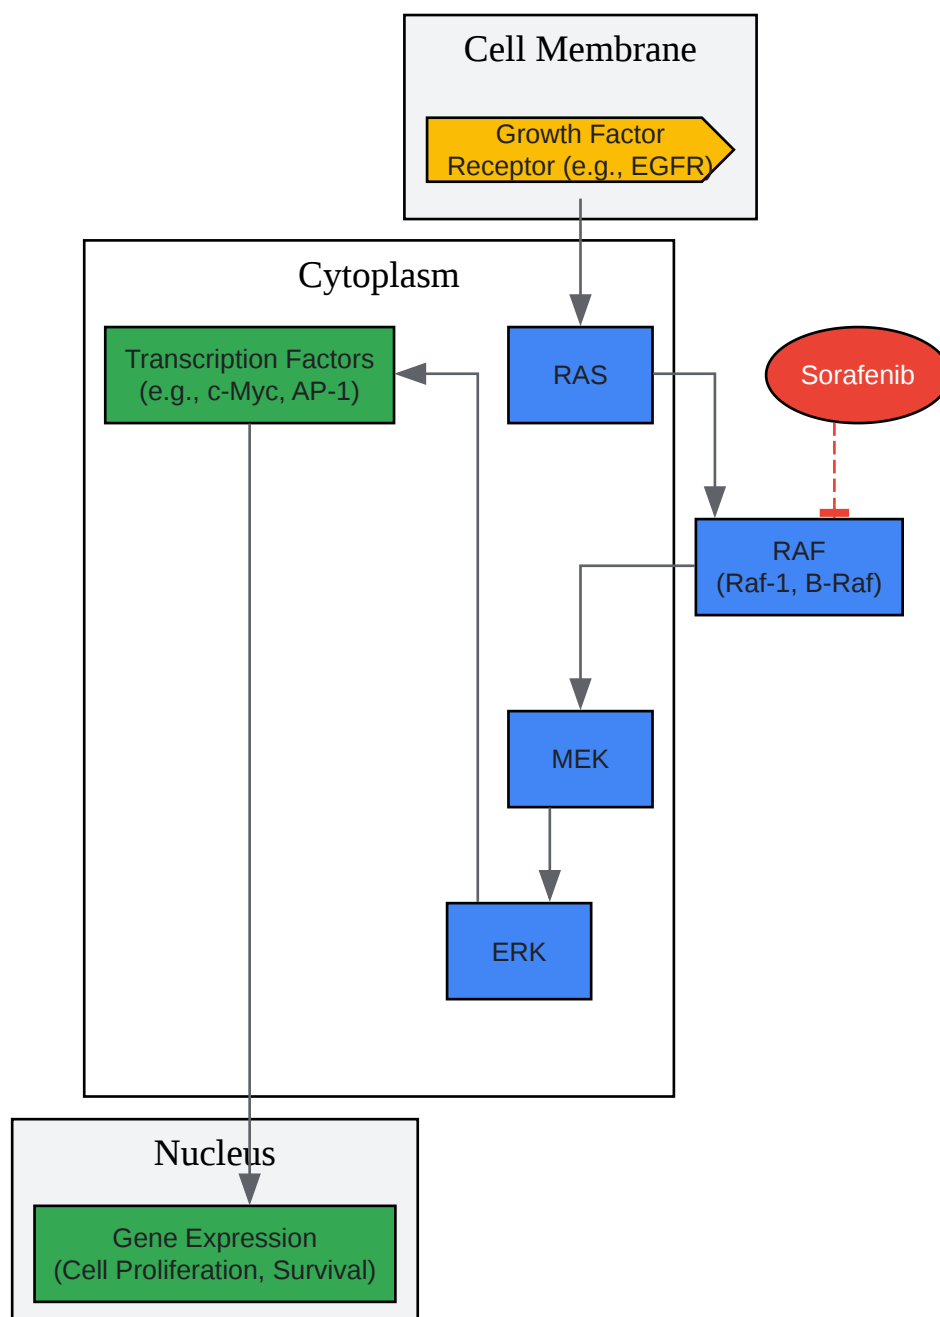 Cell Membrane
Growth Factor
Receptor (e.g., EGFR)
Cytoplasm
Transcription Factors
(e.g., c-Myc, AP-1)
RAS
Sorafenib
RAF
(Raf-1, B-Raf)
MEK
ERK
Nucleus
Gene Expression
(Cell Proliferation, Survival)